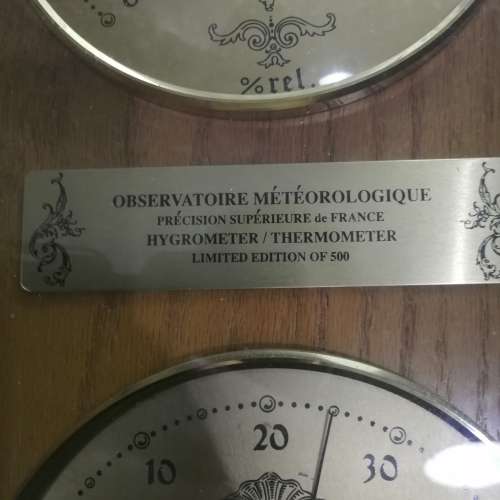 %rel.
OBSERVATOIRE MÉTÉOROLOGIQUE
PRÉCISION SUPÉRIEURE de FRANCE
HYGROMETER / THERMOMETER
LIMITED EDITION OF 500
10 20 30